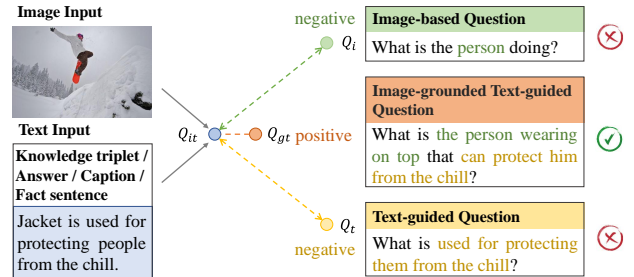 Image Input
Text Input
Knowledge triplet /
Answer / Caption /
Fact sentence
Jacket is used for
protecting people
from the chill.
Q_it
negative
Q_i
Q_gt positive
Q_t
negative
Image-based Question
What is the person doing?
Image-grounded Text-guided
Question
What is the person wearing
on top that can protect him
from the chill?
Text-guided Question
What is used for protecting
them from the chill?